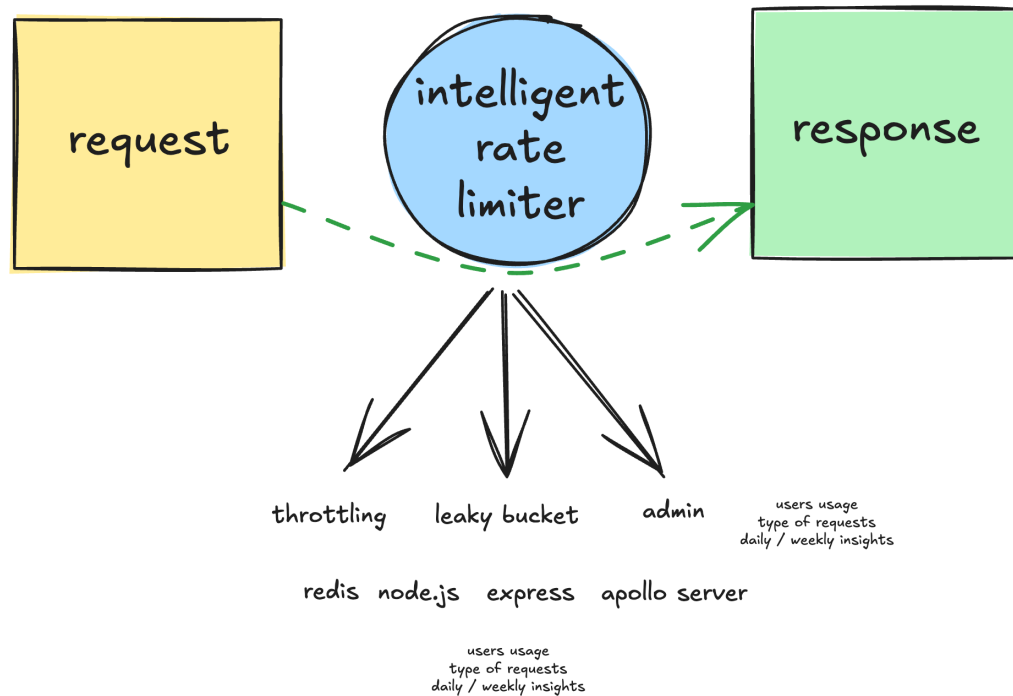 request
intelligent
rate
limiter
response
throttling
leaky bucket
admin
users usage
type of requests
daily / weekly insights
redis node.js express apollo server
users usage
type of requests
daily / weekly insights